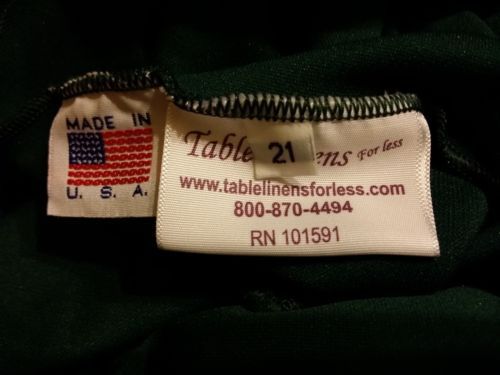 MADE IN
U. S. A.
Table 21 ens For less
www.tablelinensforless.com
800-870-4494
RN 101591